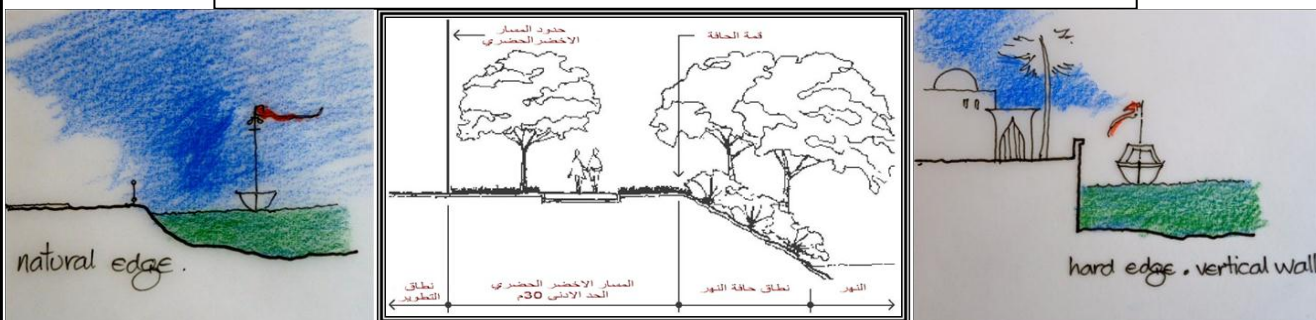 natural edge.
حدود المسار
الاخضر الحضري
قمة الحافة
نطاق
التطوير
المسار الاخضر الحضري
الحد الادنى 30م
نطاق حافة النهر
النهر
hard edge . vertical wall